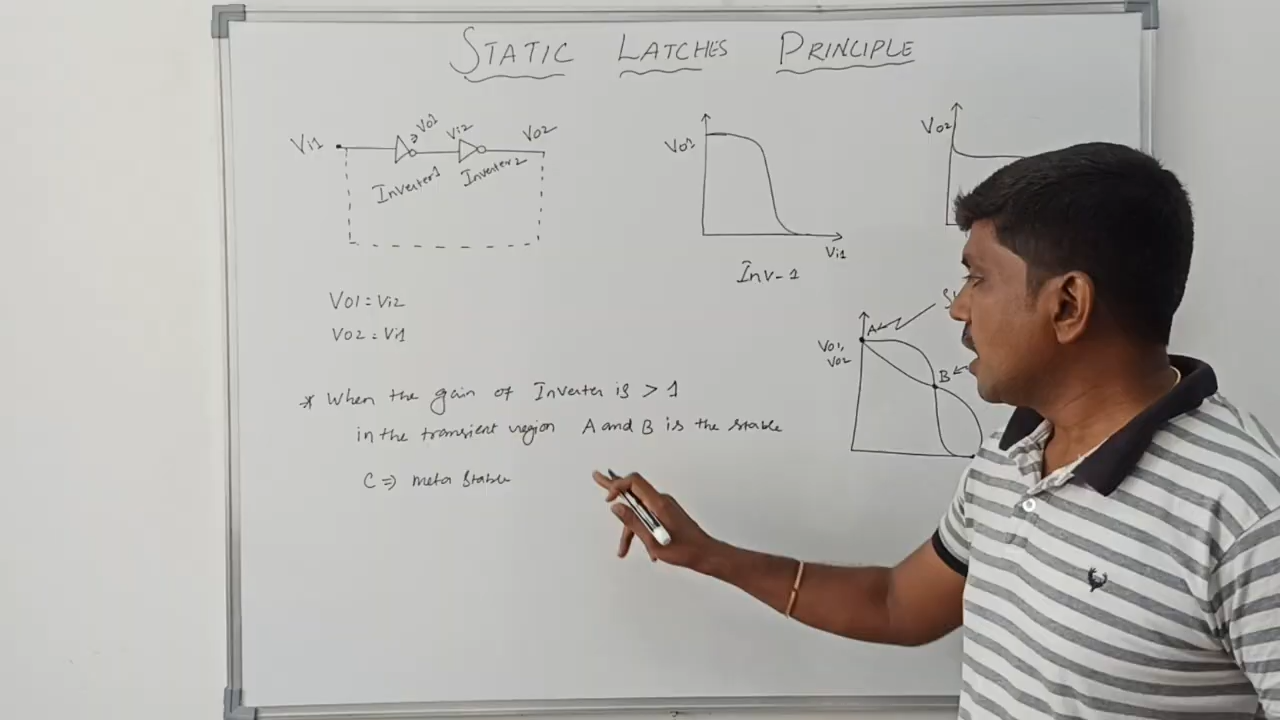 STATIC LATCHES PRINCIPLE
Vi1
Vo1
Vi2
Vo2
Inverter1
Inverter2
Vo1
Vi1
Inv-1
Vo2
Vo1 = Vi2
Vo2 = Vi1
A
Vo1,
Vo2
B
* When the gain of Inverter is > 1
in the transient region A and B is the stable
C => meta stable